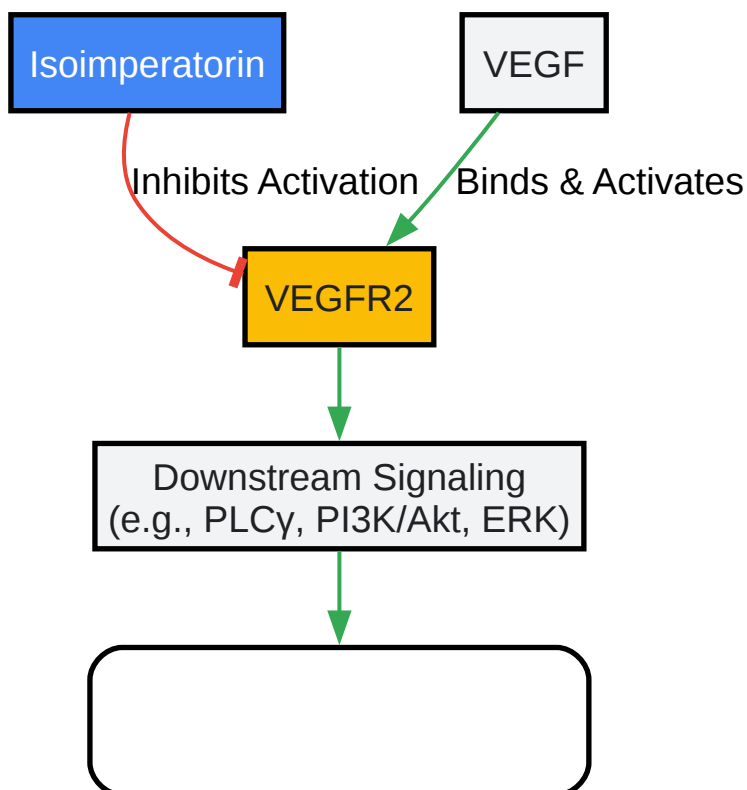 Isoimperatorin
VEGF
Inhibits Activation
Binds & Activates
VEGFR2
Downstream Signaling
(e.g., PLCγ, PI3K/Akt, ERK)